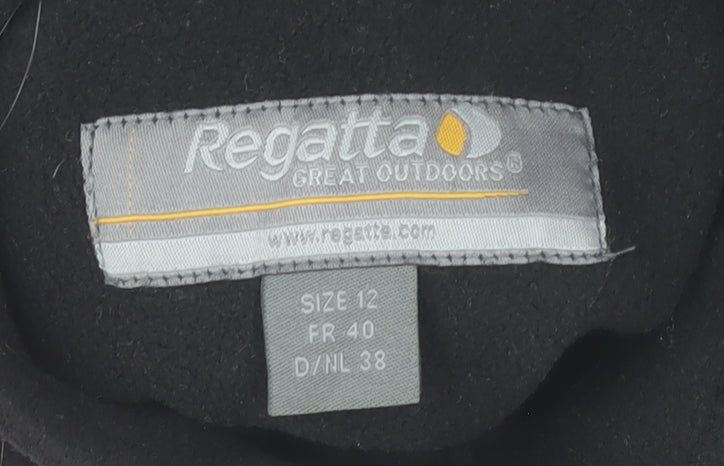 Regatta
GREAT OUTDOORS®
www.regatta.com
SIZE 12
FR 40
D/NL 38